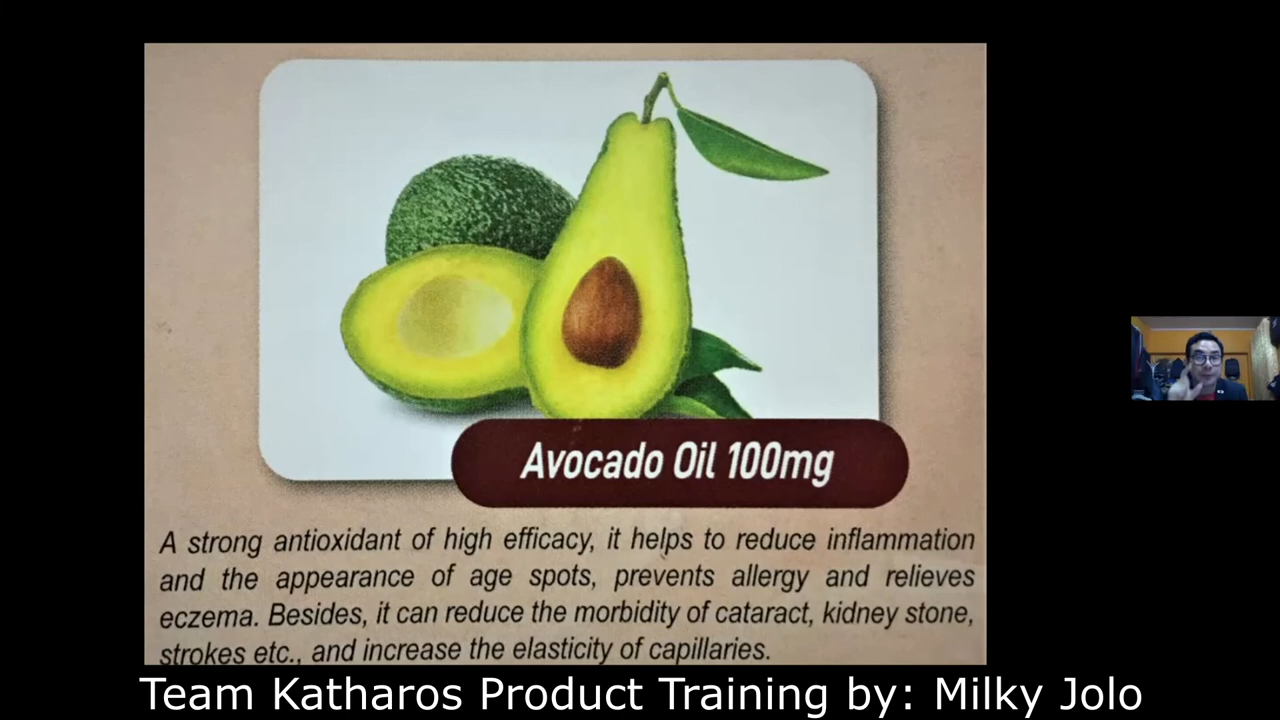 Avocado Oil 100mg
A strong antioxidant of high efficacy, it helps to reduce inflammation
and the appearance of age spots, prevents allergy and relieves
eczema. Besides, it can reduce the morbidity of cataract, kidney stone,
strokes etc., and increase the elasticity of capillaries.
Team Katharos Product Training by: Milky Jolo